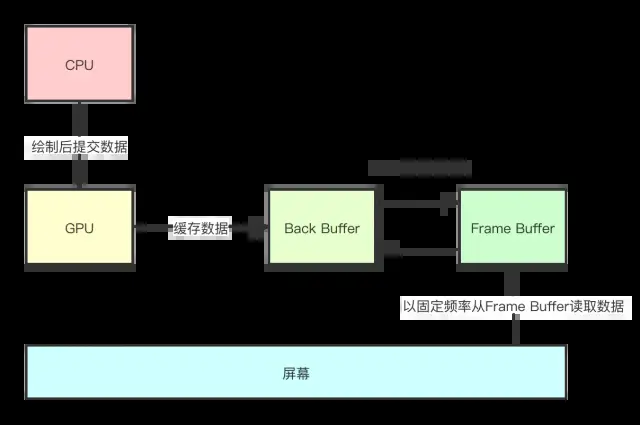 CPU
绘制后提交数据
GPU
缓存数据
Back Buffer
Frame Buffer
以固定频率从Frame Buffer读取数据
屏幕